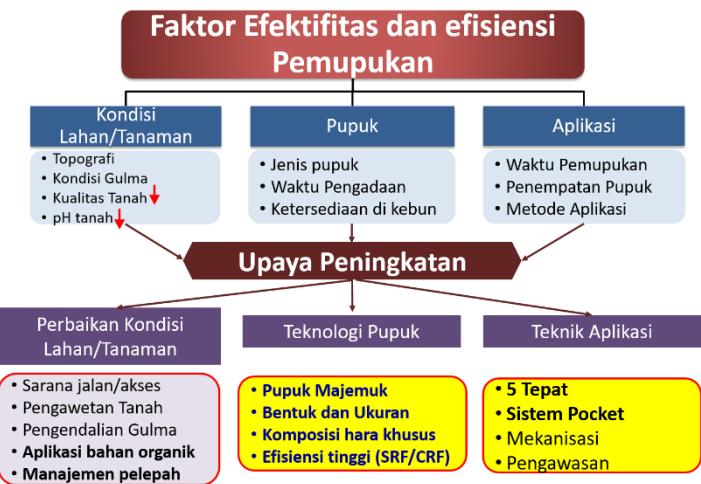 Faktor Efektifitas dan efisiensi
Pemupukan
Kondisi
Lahan/Tanaman
• Topografi
• Kondisi Gulma
• Kualitas Tanah
• pH tanah
Pupuk
• Jenis pupuk
• Waktu Pengadaan
• Ketersediaan di kebun
Aplikasi
• Waktu Pemupukan
• Penempatan Pupuk
• Metode Aplikasi
Upaya Peningkatan
Perbaikan Kondisi
Lahan/Tanaman
• Sarana jalan/akses
• Pengawetan Tanah
• Pengendalian Gulma
• Aplikasi bahan organik
• Manajemen pelepah
Teknologi Pupuk
• Pupuk Majemuk
• Bentuk dan Ukuran
• Komposisi hara khusus
• Efisiensi tinggi (SRF/CRF)
Teknik Aplikasi
• 5 Tepat
• Sistem Pocket
• Mekanisasi
• Pengawasan